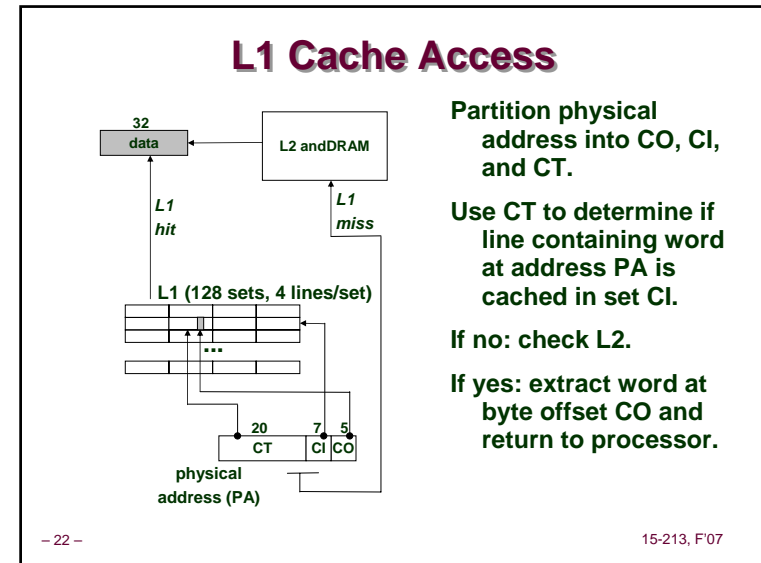 L1 Cache Access
32
data
L2 andDRAM
L1
hit
L1
miss
L1 (128 sets, 4 lines/set)
...
20
7
5
CT
CI
CO
physical
address (PA)
Partition physical
address into CO, CI,
and CT.
Use CT to determine if
line containing word
at address PA is
cached in set CI.
If no: check L2.
If yes: extract word at
byte offset CO and
return to processor.
– 22 –
15-213, F'07